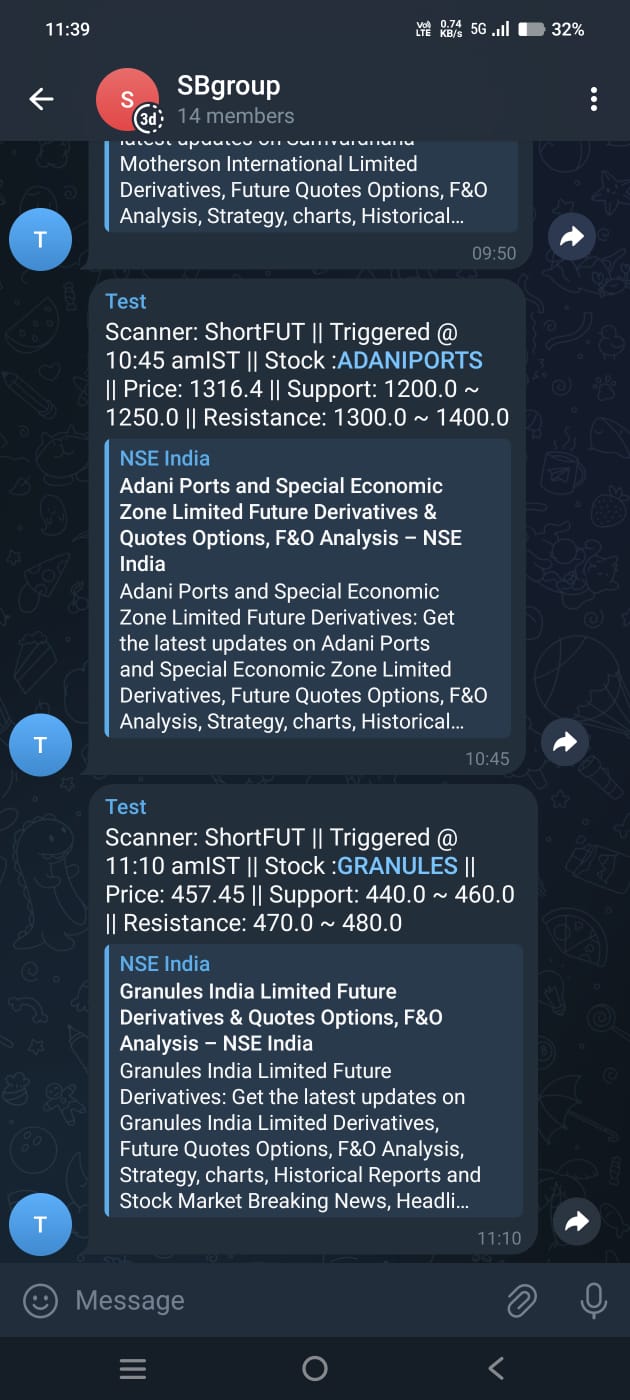 11:39
Vo) LTE 0.74 KB/s 5G 32%
S
3d
SBgroup
14 members
latest updates on Samvardhana
Motherson International Limited
Derivatives, Future Quotes Options, F&O
Analysis, Strategy, charts, Historical...
T
09:50
Test
Scanner: ShortFUT || Triggered @
10:45 amIST || Stock :ADANIPORTS
|| Price: 1316.4 || Support: 1200.0 ~
1250.0 || Resistance: 1300.0 ~ 1400.0
NSE India
Adani Ports and Special Economic
Zone Limited Future Derivatives &
Quotes Options, F&O Analysis – NSE
India
Adani Ports and Special Economic
Zone Limited Future Derivatives: Get
the latest updates on Adani Ports
and Special Economic Zone Limited
Derivatives, Future Quotes Options, F&O
Analysis, Strategy, charts, Historical...
T
10:45
Test
Scanner: ShortFUT || Triggered @
11:10 amIST || Stock :GRANULES ||
Price: 457.45 || Support: 440.0 ~ 460.0
|| Resistance: 470.0 ~ 480.0
NSE India
Granules India Limited Future
Derivatives & Quotes Options, F&O
Analysis – NSE India
Granules India Limited Future
Derivatives: Get the latest updates on
Granules India Limited Derivatives,
Future Quotes Options, F&O Analysis,
Strategy, charts, Historical Reports and
Stock Market Breaking News, Headli...
T
11:10
Message